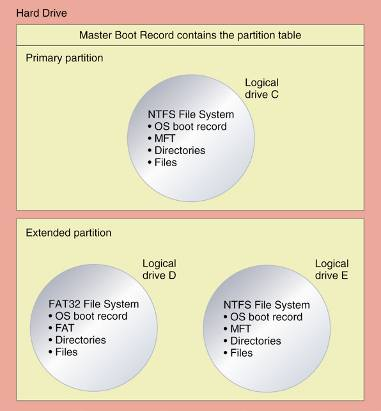 Hard Drive
Master Boot Record contains the partition table
Primary partition
Logical
drive C
NTFS File System
• OS boot record
• MFT
• Directories
• Files
Extended partition
Logical
drive D
FAT32 File System
• OS boot record
• FAT
• Directories
• Files
Logical
drive E
NTFS File System
• OS boot record
• MFT
• Directories
• Files